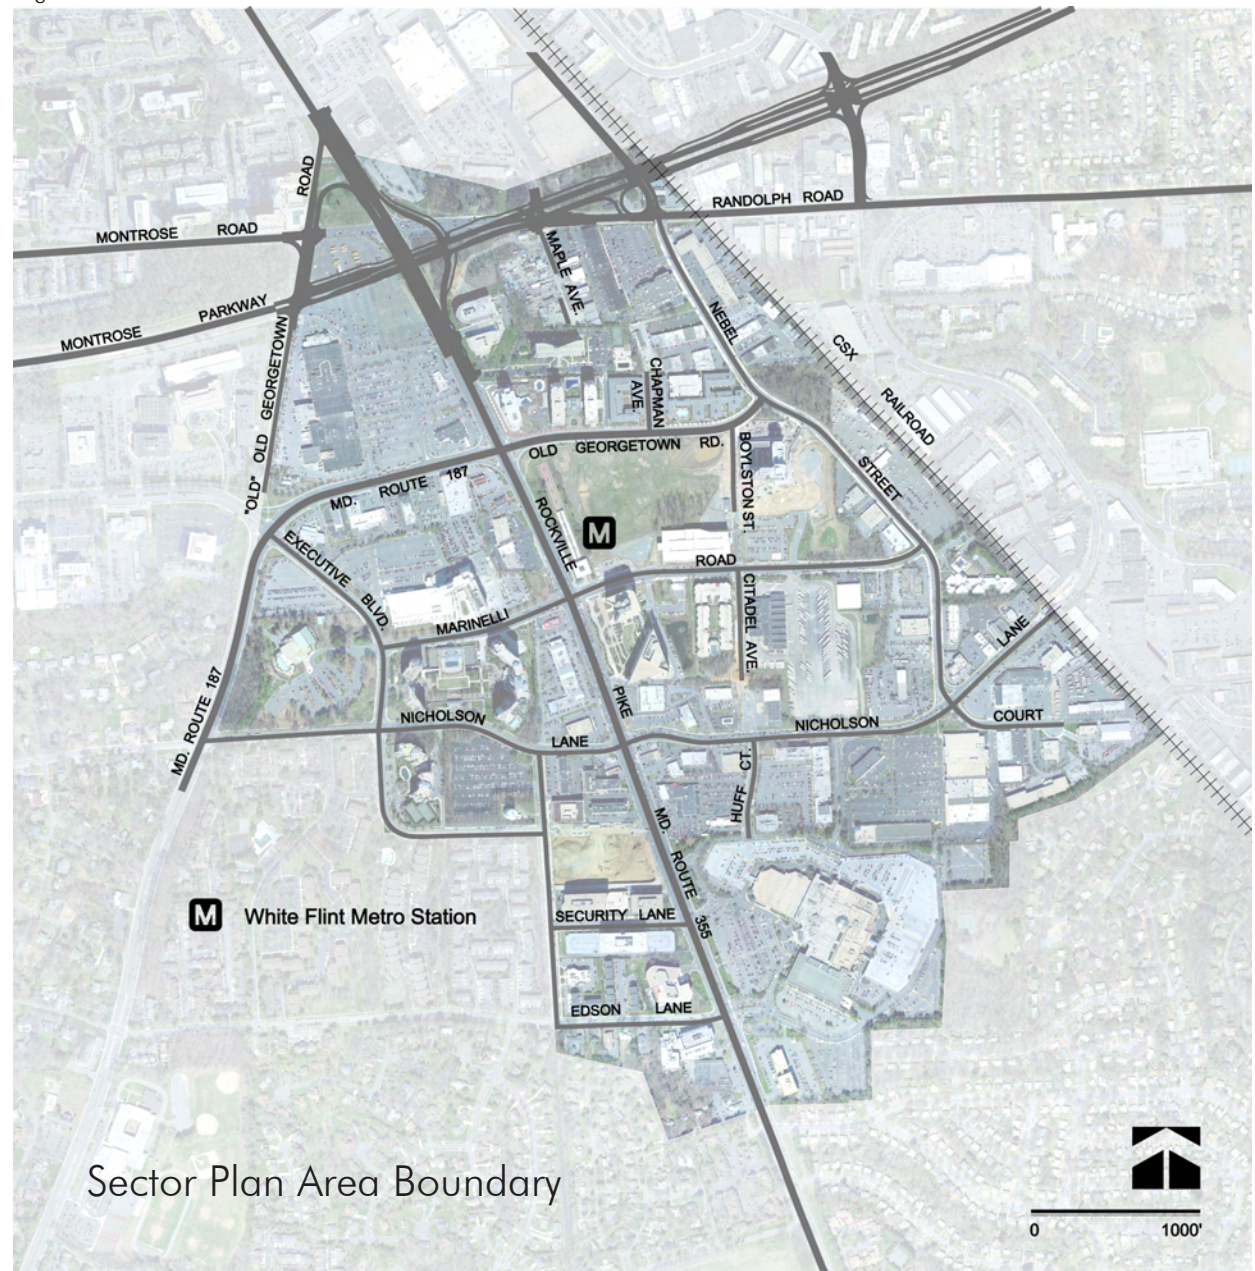 ROAD
RANDOLPH ROAD
MONTROSE ROAD
MAPLE AVE.
MONTROSE PARKWAY
NEBEL STREET
CSX RAILROAD
"OLD" OLD GEORGETOWN
CHAPMAN
AVE.
OLD GEORGETOWN RD.
BOYLSTON ST.
MD. ROUTE 187
ROCKVILLE PIKE
M
EXECUTIVE BLVD.
MARINELLI ROAD
CITADEL AVE.
MD. ROUTE 187
NICHOLSON LANE
NICHOLSON LANE
COURT
HUFF CT.
MD. ROUTE 355
M White Flint Metro Station
SECURITY LANE
EDSON LANE
Sector Plan Area Boundary
0 1000'